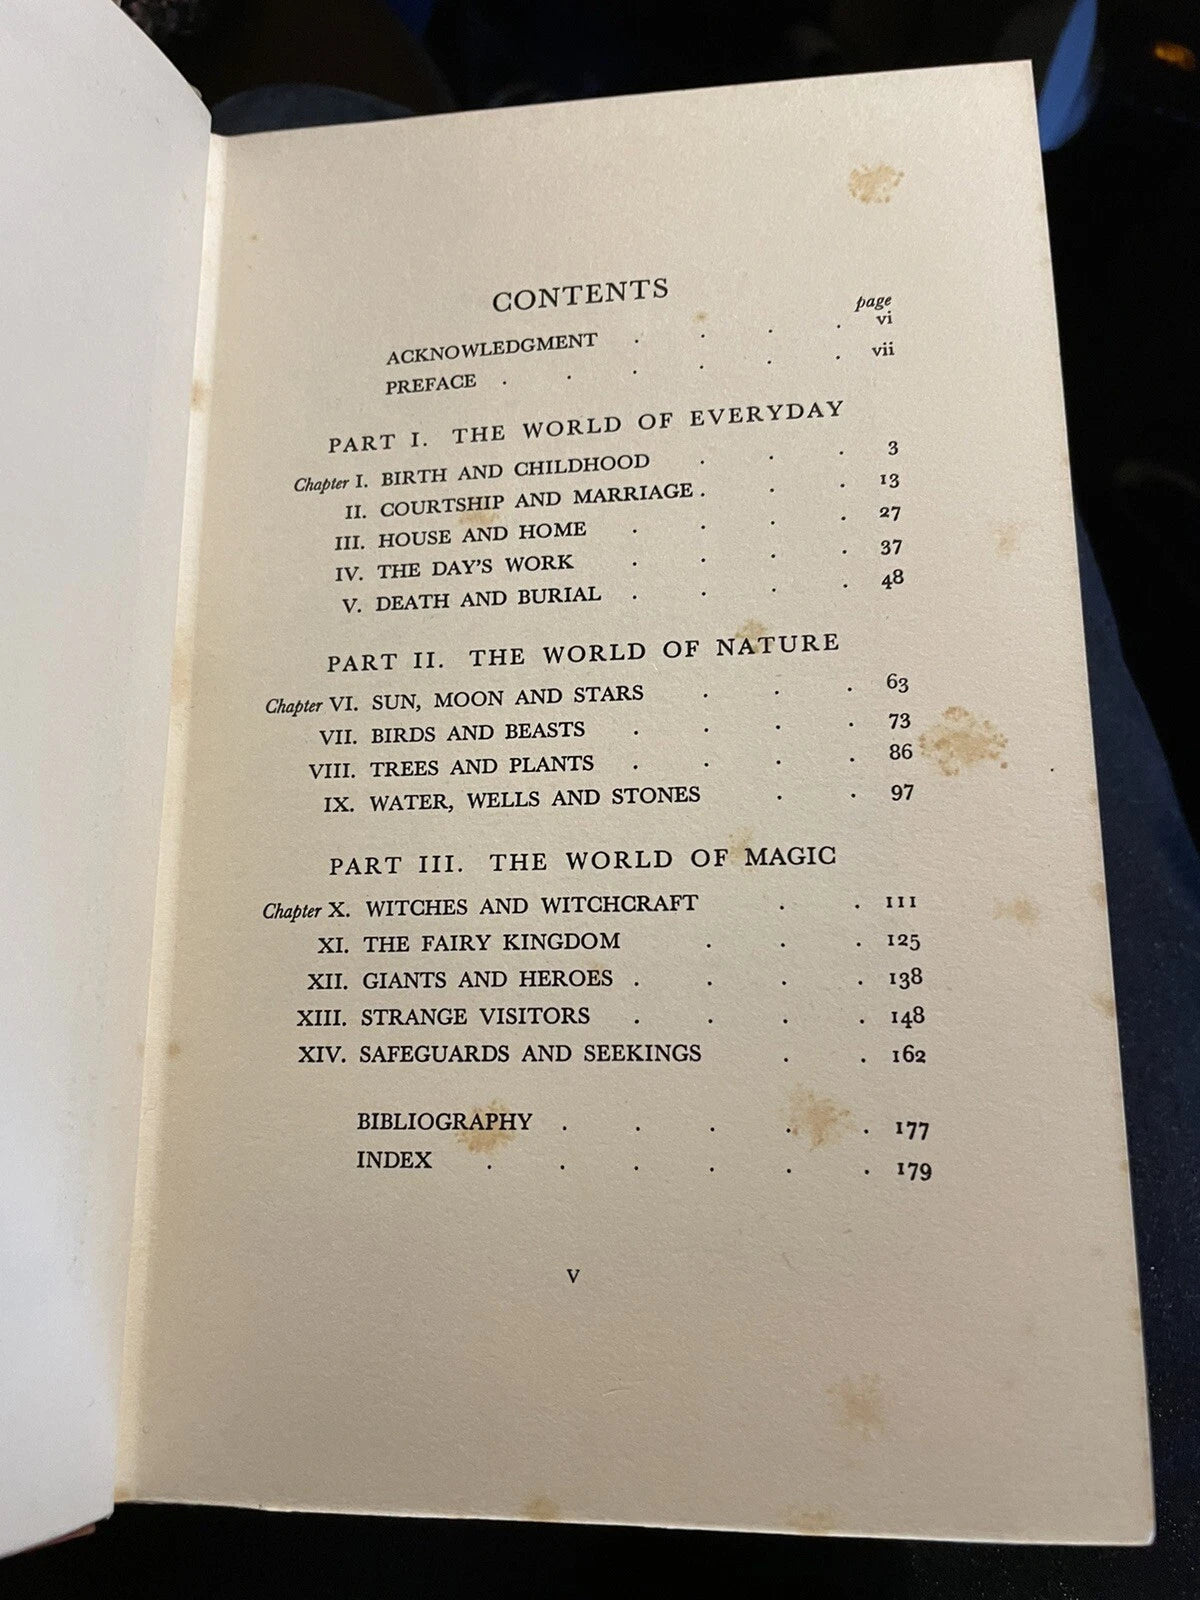 CONTENTS
page
ACKNOWLEDGMENT . . . . vi
PREFACE . . . . . . vii
PART I. THE WORLD OF EVERYDAY
Chapter I. BIRTH AND CHILDHOOD . . . 3
II. COURTSHIP AND MARRIAGE . . . 13
III. HOUSE AND HOME . . . . 27
IV. THE DAY'S WORK . . . . 37
V. DEATH AND BURIAL . . . . 48
PART II. THE WORLD OF NATURE
Chapter VI. SUN, MOON AND STARS . . . 63
VII. BIRDS AND BEASTS . . . . 73
VIII. TREES AND PLANTS . . . . 86
IX. WATER, WELLS AND STONES . . 97
PART III. THE WORLD OF MAGIC
Chapter X. WITCHES AND WITCHCRAFT . . 111
XI. THE FAIRY KINGDOM . . . 125
XII. GIANTS AND HEROES . . . . 138
XIII. STRANGE VISITORS . . . . 148
XIV. SAFEGUARDS AND SEEKINGS . . 162
BIBLIOGRAPHY . . . . . 177
INDEX . . . . . . 179
v